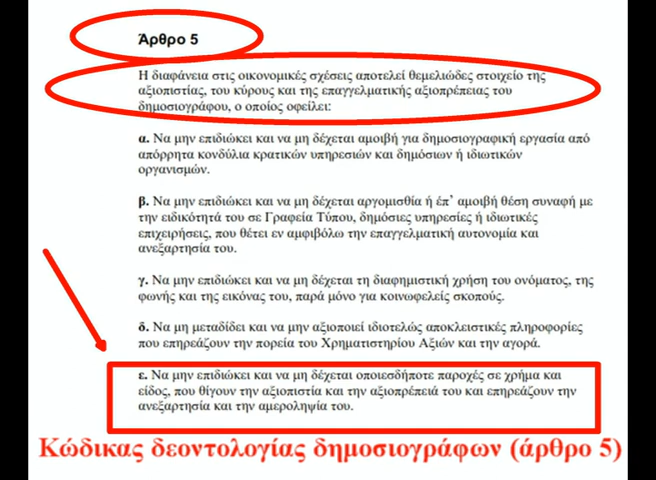 Άρθρο 5
Η διαφάνεια στις οικονομικές σχέσεις αποτελεί θεμελιώδες στοιχείο της
αξιοπιστίας, του κύρους και της επαγγελματικής αξιοπρέπειας του
δημοσιογράφου, ο οποίος οφείλει:
α. Να μην επιδιώκει και να μη δέχεται αμοιβή για δημοσιογραφική εργασία από
απόρρητα κονδύλια κρατικών υπηρεσιών και δημόσιων ή ιδιωτικών
οργανισμών.
β. Να μην επιδιώκει και να μη δέχεται αργομισθία ή έπ’ αμοιβή θέση συναφή με
την ειδικότητά του σε Γραφεία Τύπου, δημόσιες υπηρεσίες ή ιδιωτικές
επιχειρήσεις, που θέτει εν αμφιβόλω την επαγγελματική αυτονομία και
ανεξαρτησία του.
γ. Να μην επιδιώκει και να μη δέχεται τη διαφημιστική χρήση του ονόματος, της
φωνής και της εικόνας του, παρά μόνο για κοινωφελείς σκοπούς.
δ. Να μη μεταδίδει και να μην αξιοποιεί ιδιοτελώς αποκλειστικές πληροφορίες
που επηρεάζουν την πορεία του Χρηματιστηρίου Αξιών και την αγορά.
ε. Να μην επιδιώκει και να μη δέχεται οποιεσδήποτε παροχές σε χρήμα και
είδος, που θίγουν την αξιοπιστία και την αξιοπρέπειά του και επηρεάζουν την
ανεξαρτησία και την αμεροληψία του.
Κώδικας δεοντολογίας δημοσιογράφων (άρθρο 5)